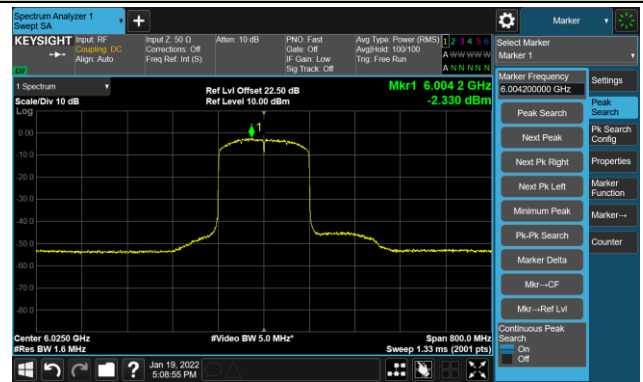 Spectrum Analyzer 1
Swept SA
Marker
KEYSIGHT
Input: RF
Coupling: DC
Align: Auto
Input Z: 50 Ω
Corrections: Off
Freq Ref: Int (S)
Atten: 10 dB
PNO: Fast
Gate: Off
IF Gain: Low
Sig Track: Off
Avg Type: Power (RMS)
Avg|Hold: 100/100
Trig: Free Run
1 2 3 4 5 6
A W W W W W
A N N N N N
LXI
Select Marker
Marker 1
1 Spectrum
Scale/Div 10 dB
Log
Ref Lvl Offset 22.50 dB
Ref Level 10.00 dBm
Mkr1 6.004 2 GHz
-2.330 dBm
1
0.00
-10.0
-20.0
-30.0
-40.0
-50.0
-60.0
-70.0
-80.0
Center 6.0250 GHz
#Res BW 1.6 MHz
#Video BW 5.0 MHz*
Span 800.0 MHz
Sweep 1.33 ms (2001 pts)
Marker Frequency
6.004200000 GHz
Peak Search
Next Peak
Next Pk Right
Next Pk Left
Minimum Peak
Pk-Pk Search
Marker Delta
Mkr→CF
Mkr→Ref Lvl
Continuous Peak
Search
On
Off
Settings
Peak
Search
Pk Search
Config
Properties
Marker
Function
Marker→
Counter
?
Jan 19, 2022
5:08:55 PM